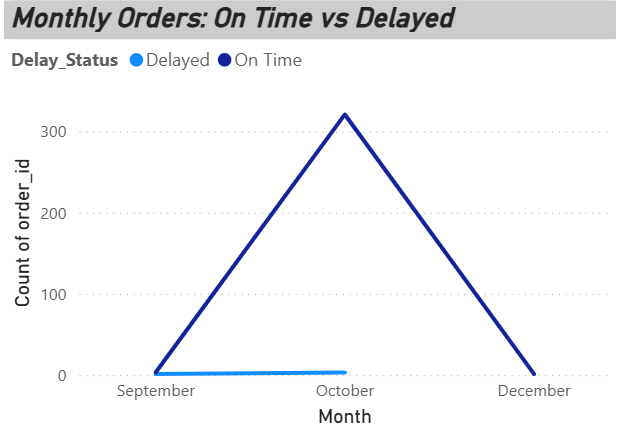 Monthly Orders: On Time vs Delayed
Delay_Status Delayed On Time
300
200
100
0
Count of order_id
September October December
Month